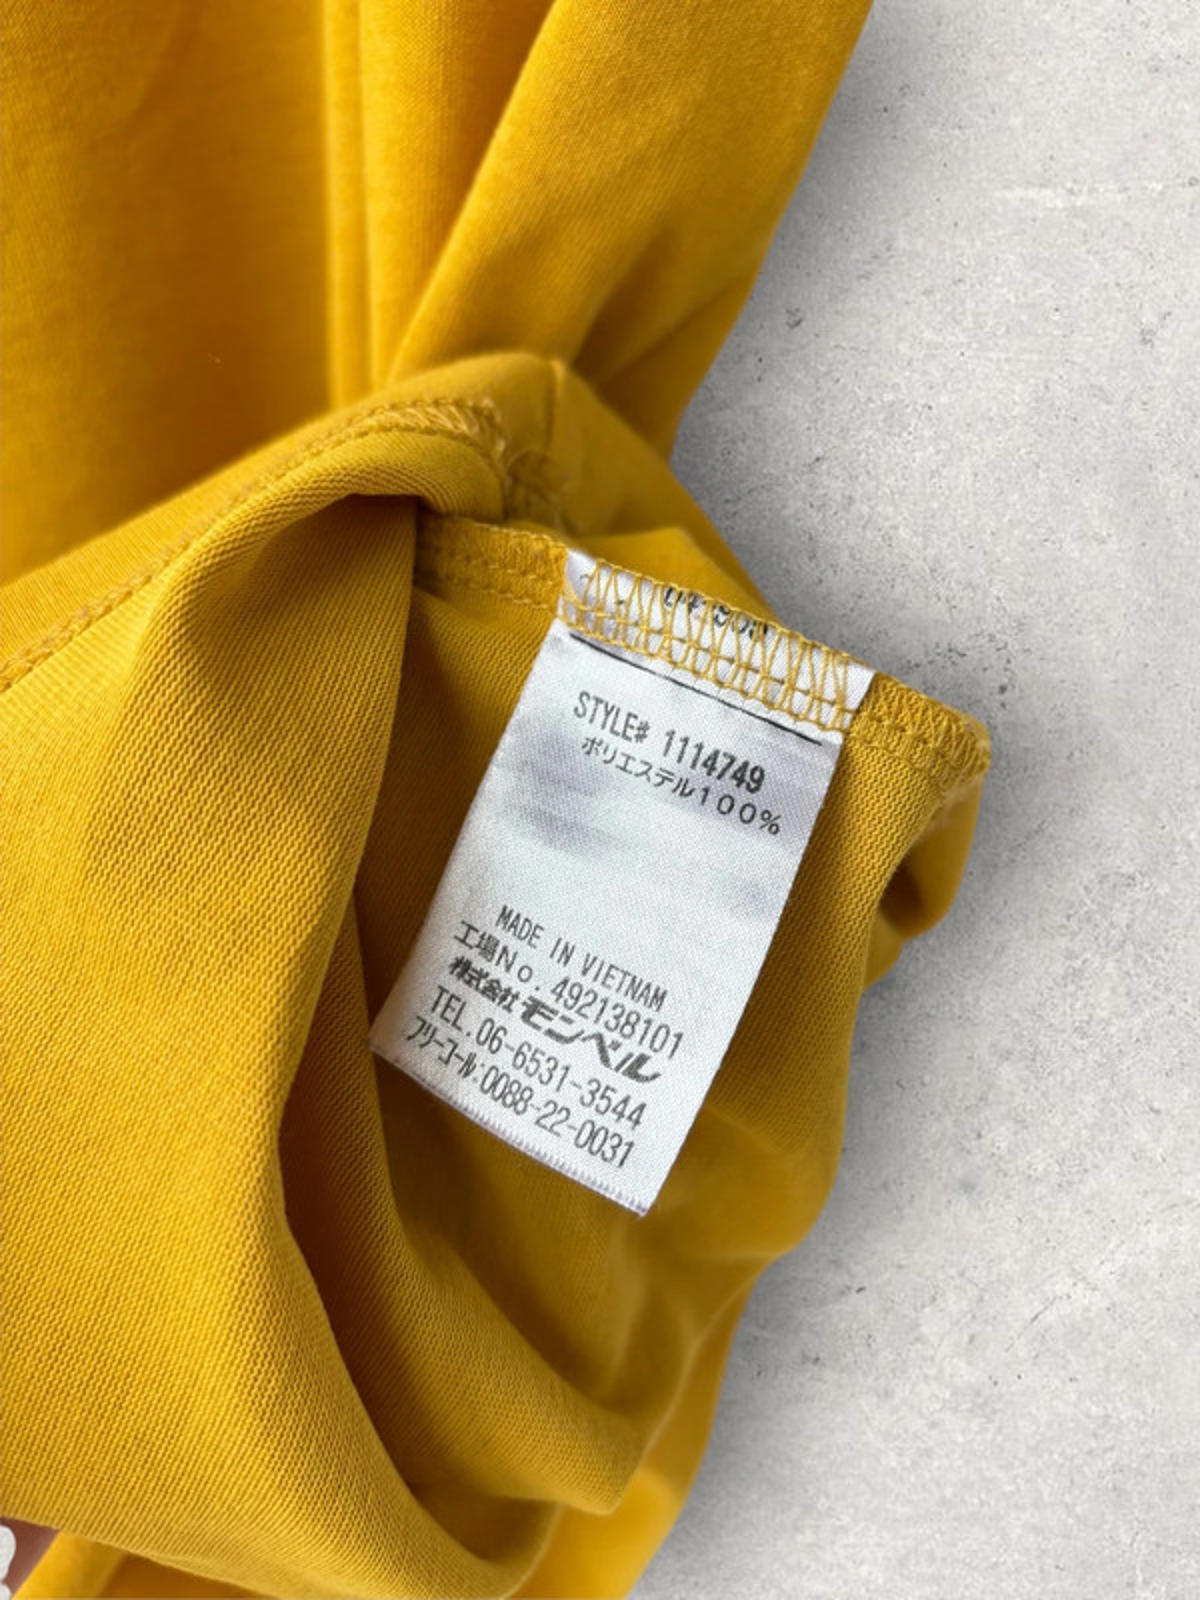 STYLE# 1114749
ポリエステル１００％
MADE IN VIETNAM
工場Ｎｏ. 492138101
株式会社 モンベル
TEL.06-6531-3544
フリーコール:0088-22-0031